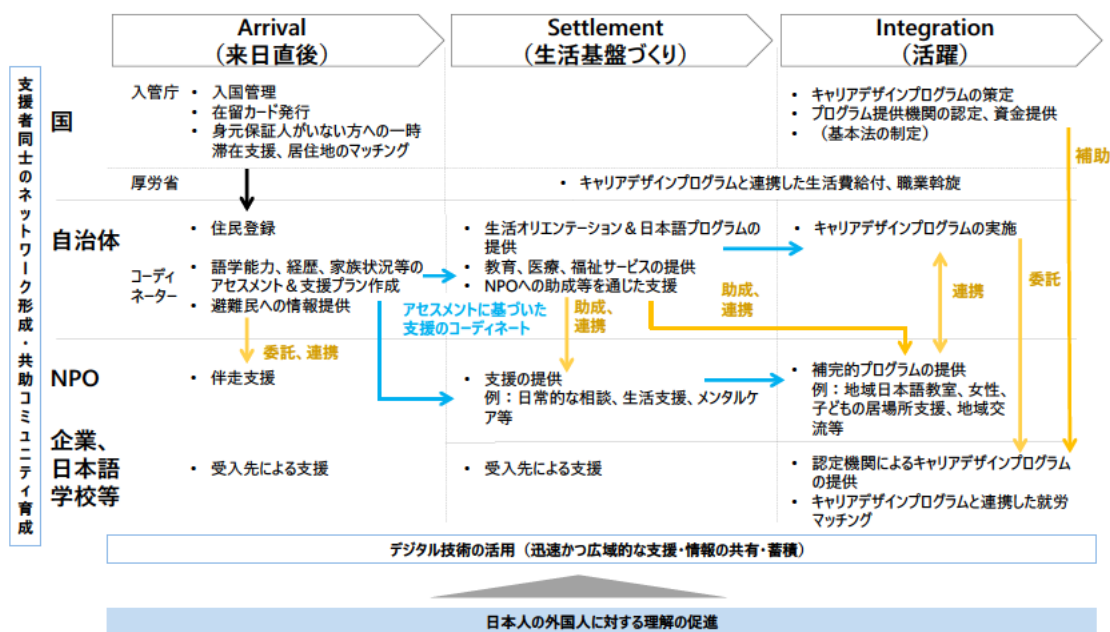 Arrival
（来日直後）
Settlement
（生活基盤づくり）
Integration
（活躍）
支援者同士のネットワーク形成・共助コミュニティ育成
国
入管庁
• 入国管理
• 在留カード発行
• 身元保証人がいない方への一時
滞在支援、居住地のマッチング
• キャリアデザインプログラムの策定
• プログラム提供機関の認定、資金提供
• （基本法の制定）
補助
厚労省
• キャリアデザインプログラムと連携した生活費給付、職業斡旋
自治体
• 住民登録
コーディ
ネーター
• 語学能力、経歴、家族状況等の
アセスメント＆支援プラン作成
• 避難民への情報提供
• 生活オリエンテーション＆日本語プログラムの
提供
• 教育、医療、福祉サービスの提供
• NPOへの助成等を通じた支援
• キャリアデザインプログラムの実施
アセスメントに基づいた
支援のコーディネート
助成、
連携
助成、
連携
連携
委託
委託、連携
NPO
• 伴走支援
• 支援の提供
例：日常的な相談、生活支援、メンタルケ
ア等
• 補完的プログラムの提供
例：地域日本語教室、女性、
子どもの居場所支援、地域交
流等
企業、
日本語
学校等
• 受入先による支援
• 受入先による支援
• 認定機関によるキャリアデザインプログラム
の提供
• キャリアデザインプログラムと連携した就労
マッチング
デジタル技術の活用（迅速かつ広域的な支援・情報の共有・蓄積）
日本人の外国人に対する理解の促進